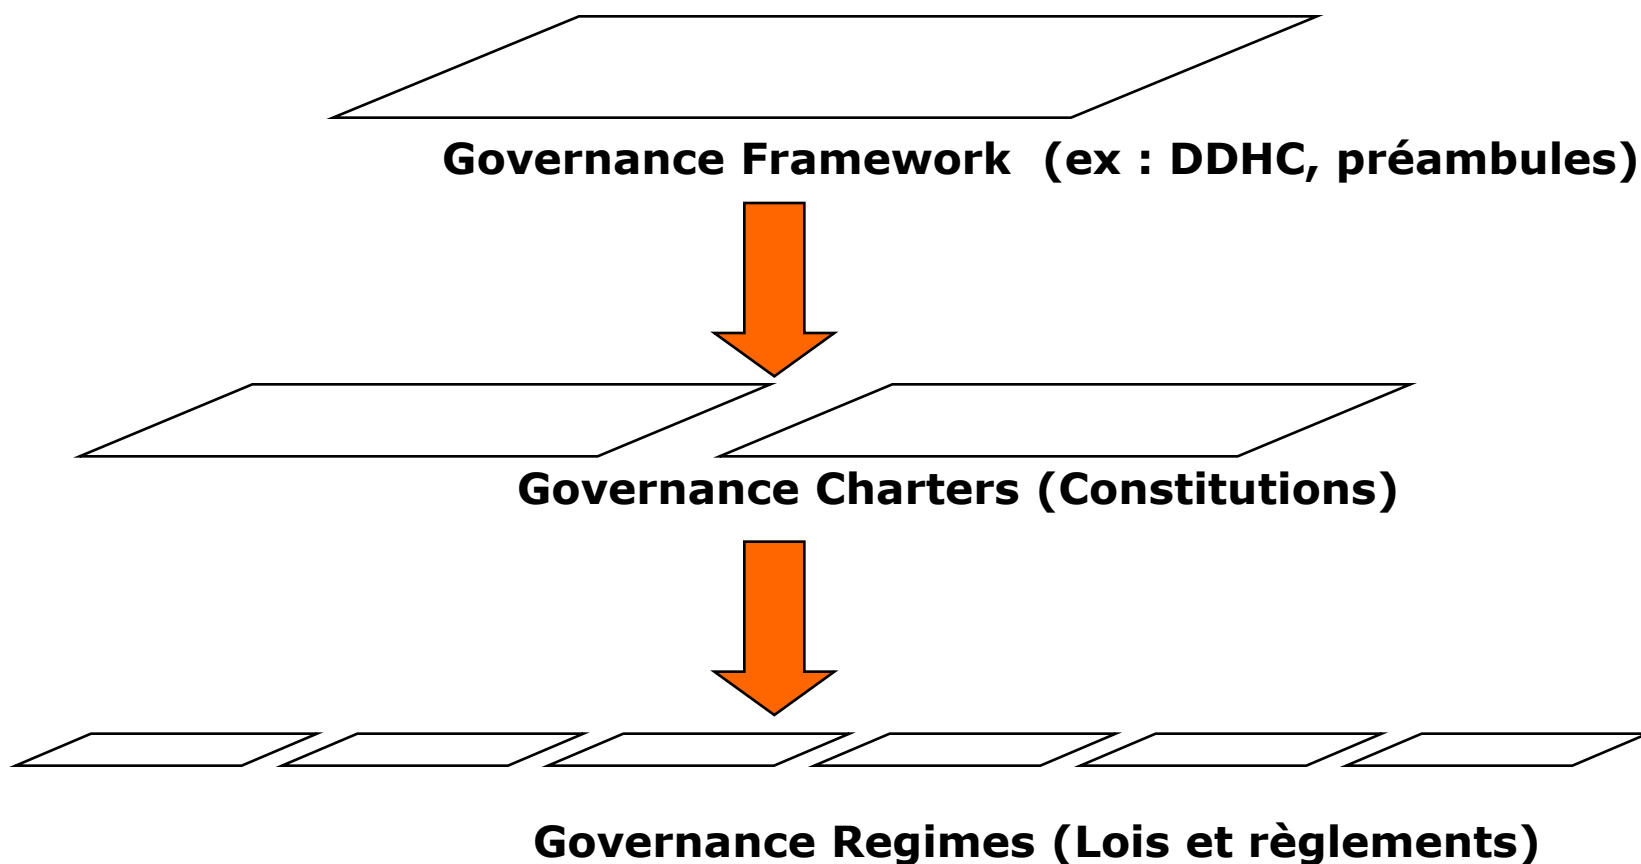 Governance Framework  (ex : DDHC, préambules)
Governance Charters (Constitutions)
Governance Regimes (Lois et règlements)